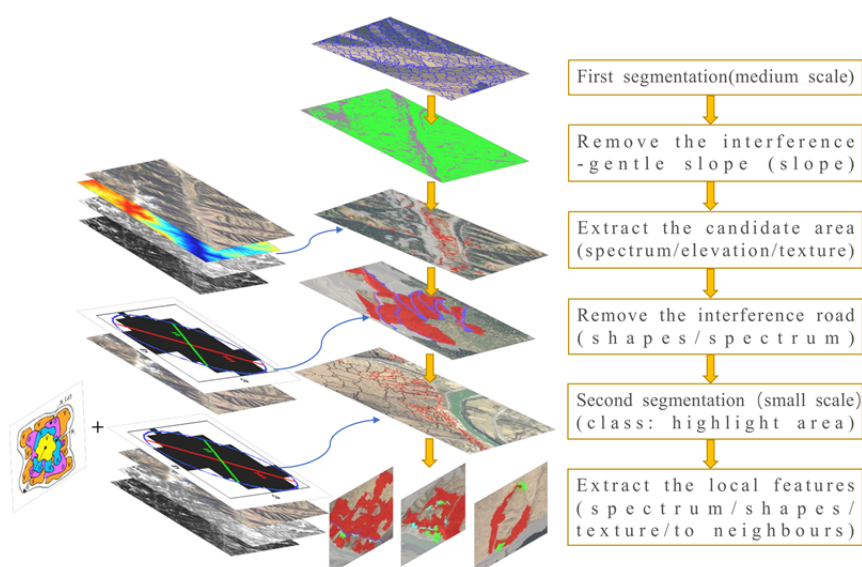 First segmentation(medium scale)
Remove the interference
-gentle slope (slope)
Extract the candidate area
(spectrum/elevation/texture)
Remove the interference road
(shapes/spectrum)
Second segmentation (small scale)
(class: highlight area)
+
Extract the local features
(spectrum/shapes/
texture/to neighbours)